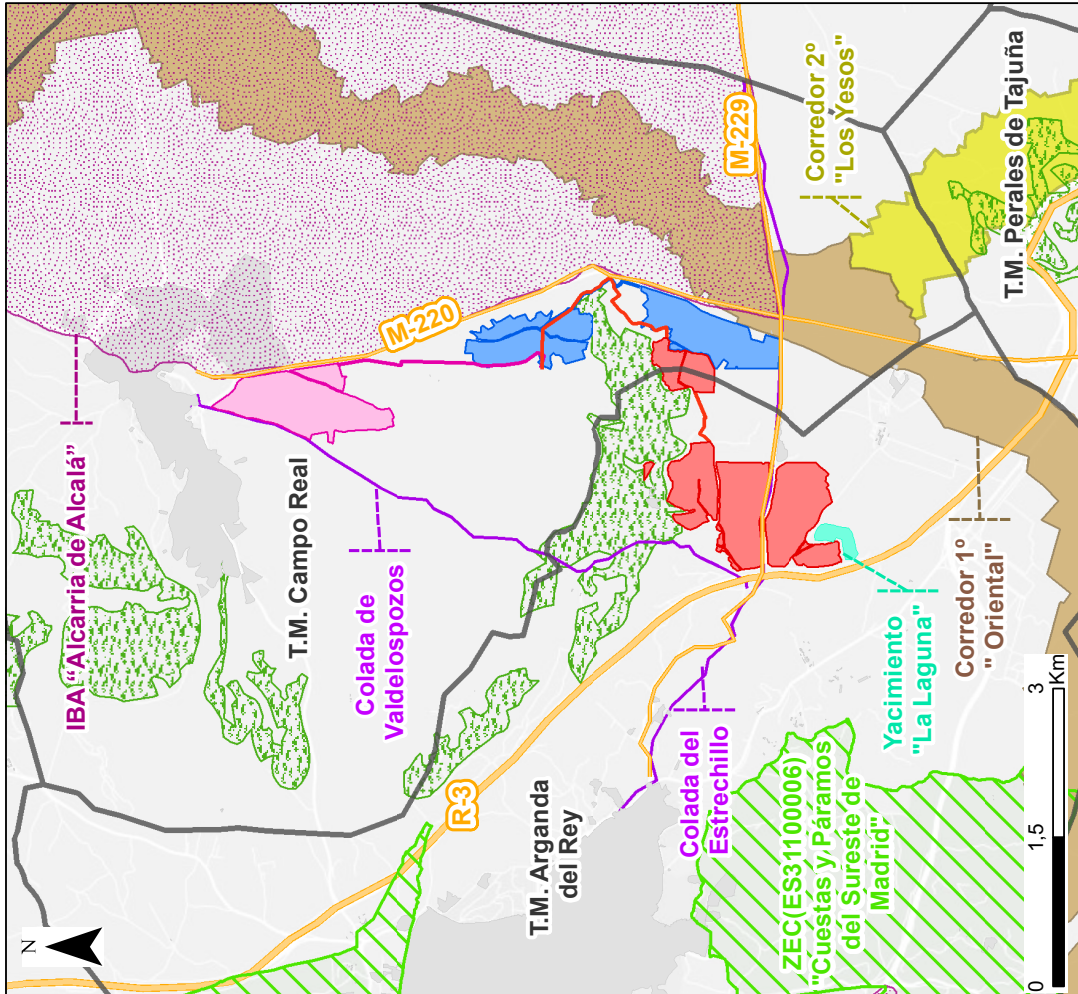 N
IBA “Alcarria de Alcalá”
T.M. Campo Real
Colada de
Valdelospozos
M-220
M-229
Corredor 2º
"Los Yesos"
T.M. Perales de Tajuña
R-3
T.M. Arganda
del Rey
Colada del
Estrechillo
ZEC(ES3110006)
"Cuestas y Páramos
del Sureste de
Madrid"
Yacimiento
"La Laguna"
Corredor 1º
" Oriental"
0 1,5 3 Km